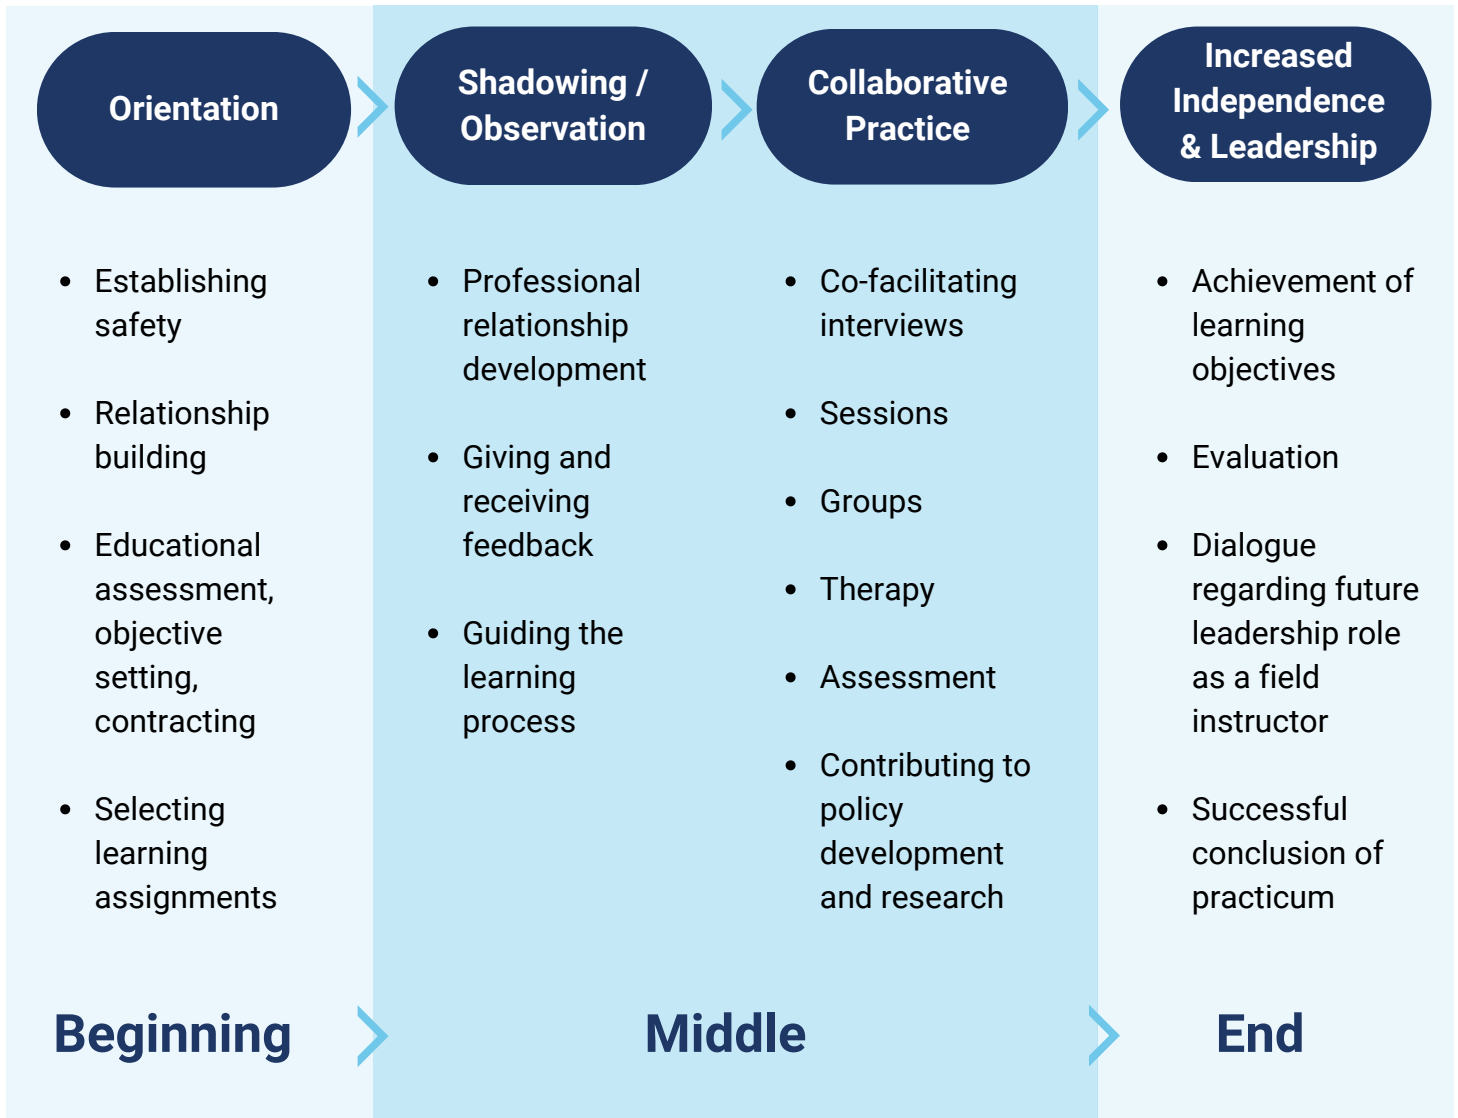 Orientation
Shadowing /
Observation
Collaborative
Practice
Increased
Independence
& Leadership
• Establishing
safety
• Relationship
building
• Educational
assessment,
objective
setting,
contracting
• Selecting
learning
assignments
• Professional
relationship
development
• Giving and
receiving
feedback
• Guiding the
learning
process
• Co-facilitating
interviews
• Sessions
• Groups
• Therapy
• Assessment
• Contributing to
policy
development
and research
• Achievement of
learning
objectives
• Evaluation
• Dialogue
regarding future
leadership role
as a field
instructor
• Successful
conclusion of
practicum
Beginning
Middle
End